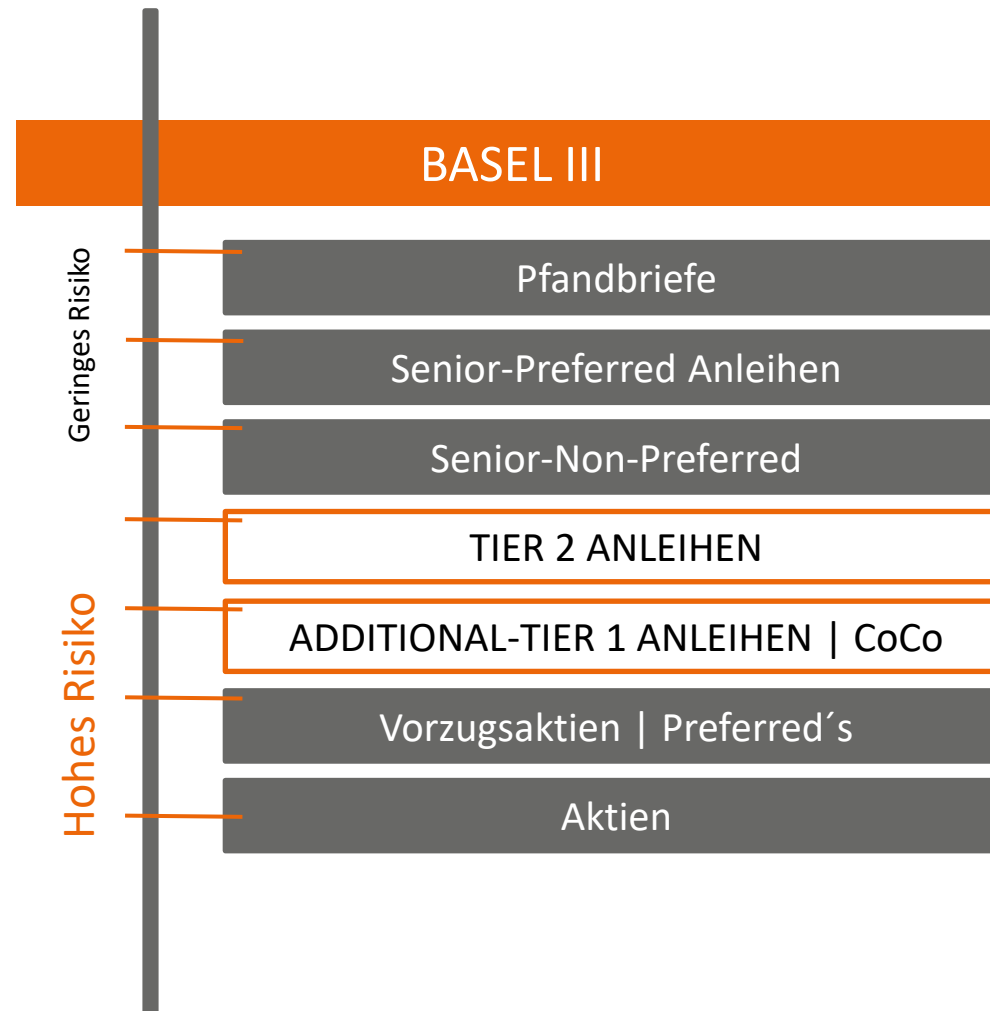 BASEL III
Geringes Risiko
Pfandbriefe
Senior-Preferred Anleihen
Senior-Non-Preferred
TIER 2 ANLEIHEN
Hohes Risiko
ADDITIONAL-TIER 1 ANLEIHEN | CoCo
Vorzugsaktien | Preferred´s
Aktien